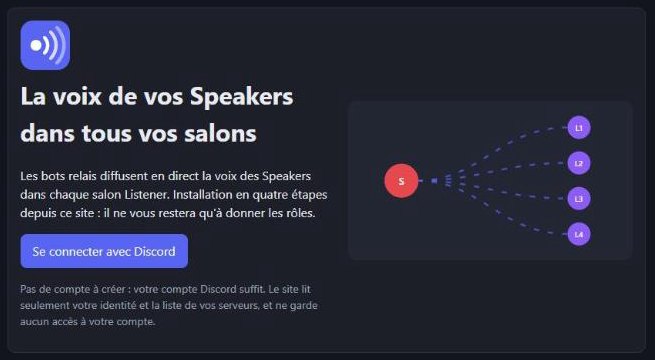 La voix de vos Speakers
dans tous vos salons
Les bots relais diffusent en direct la voix des Speakers
dans chaque salon Listener. Installation en quatre étapes
depuis ce site : il ne vous restera qu'à donner les rôles.
Se connecter avec Discord
Pas de compte à créer : votre compte Discord suffit. Le site lit
seulement votre identité et la liste de vos serveurs, et ne garde
aucun accès à votre compte.
S
L1
L2
L3
L4